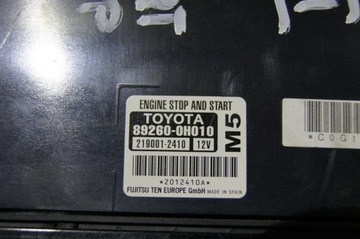 ENGINE STOP AND START
TOYOTA
89260-0H010
219001-2410 12V
M5
*2012410A*
FUJITSU TEN EUROPE GmbH MADE IN SPAIN
*C0G1